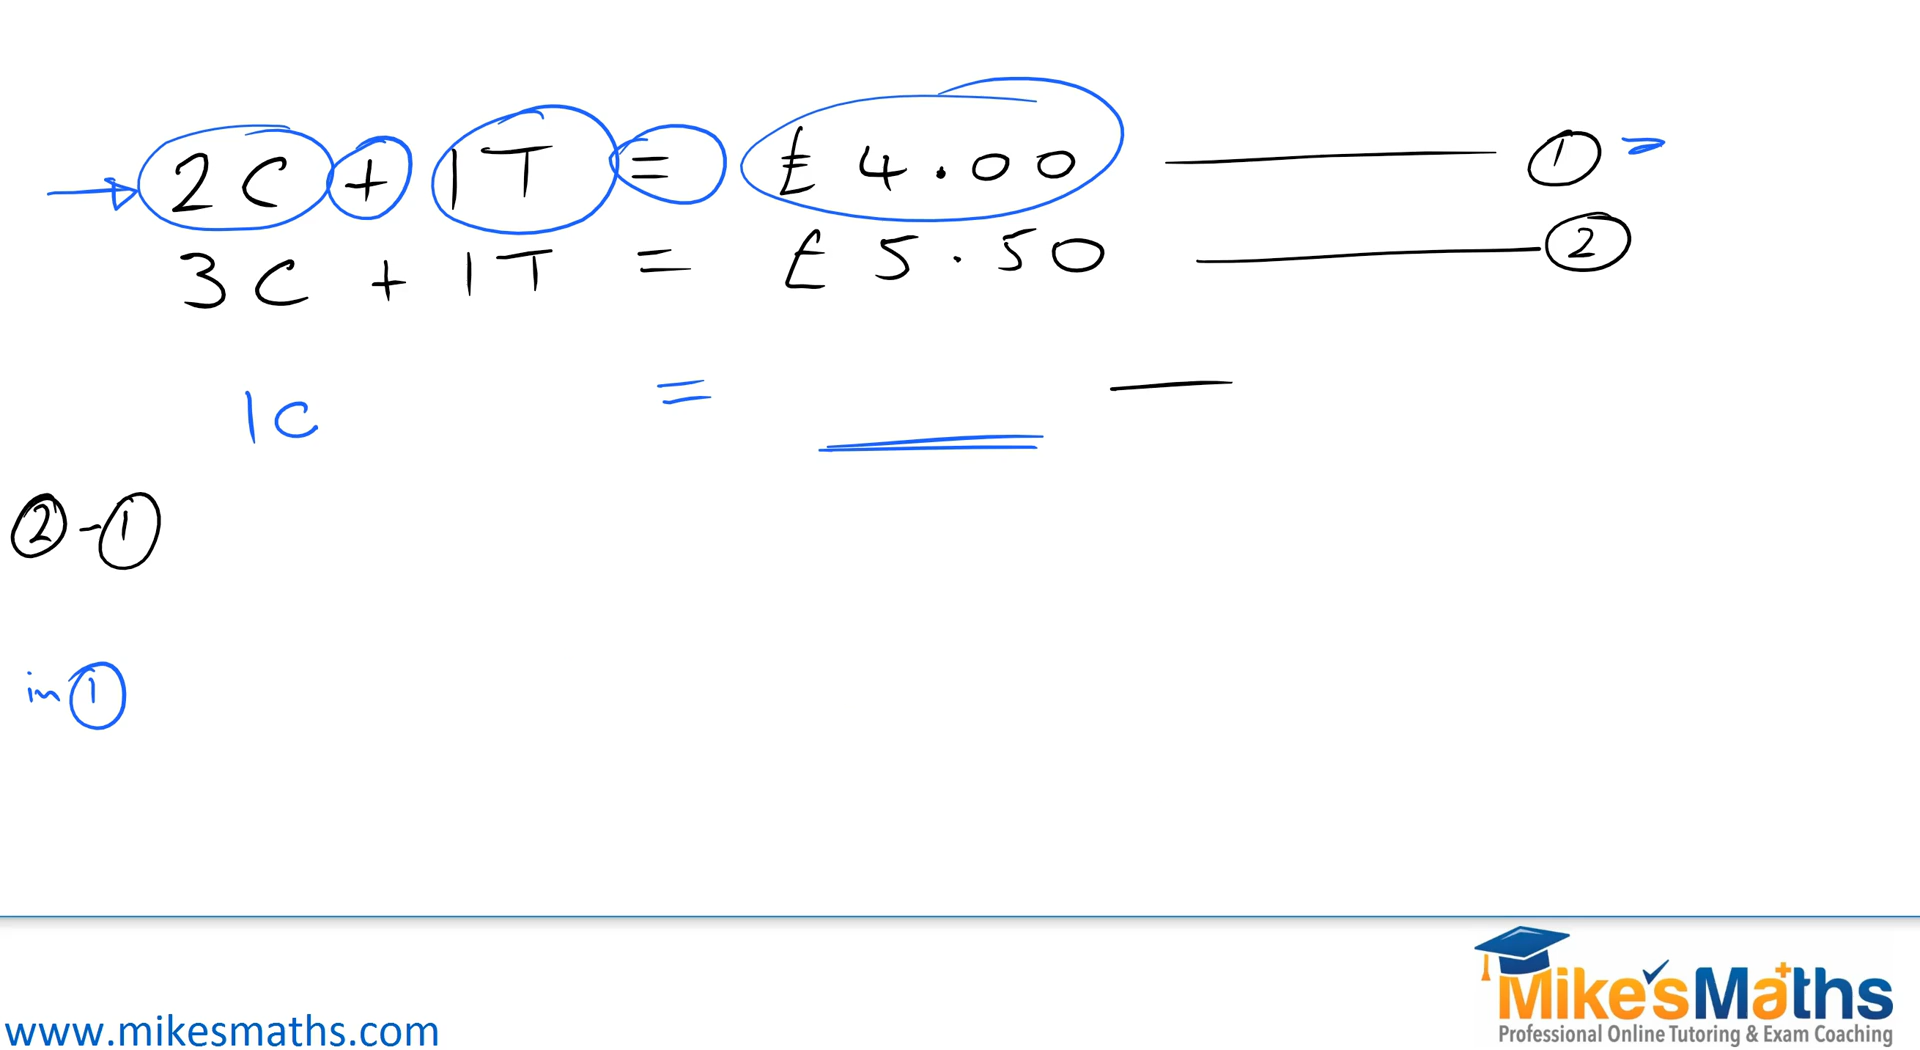 2C + 1T = £4.00 ①
3C + 1T = £5.50 ②
1C =
② - ①
in ①
www.mikesmaths.com
Mike's Maths
Professional Online Tutoring & Exam Coaching